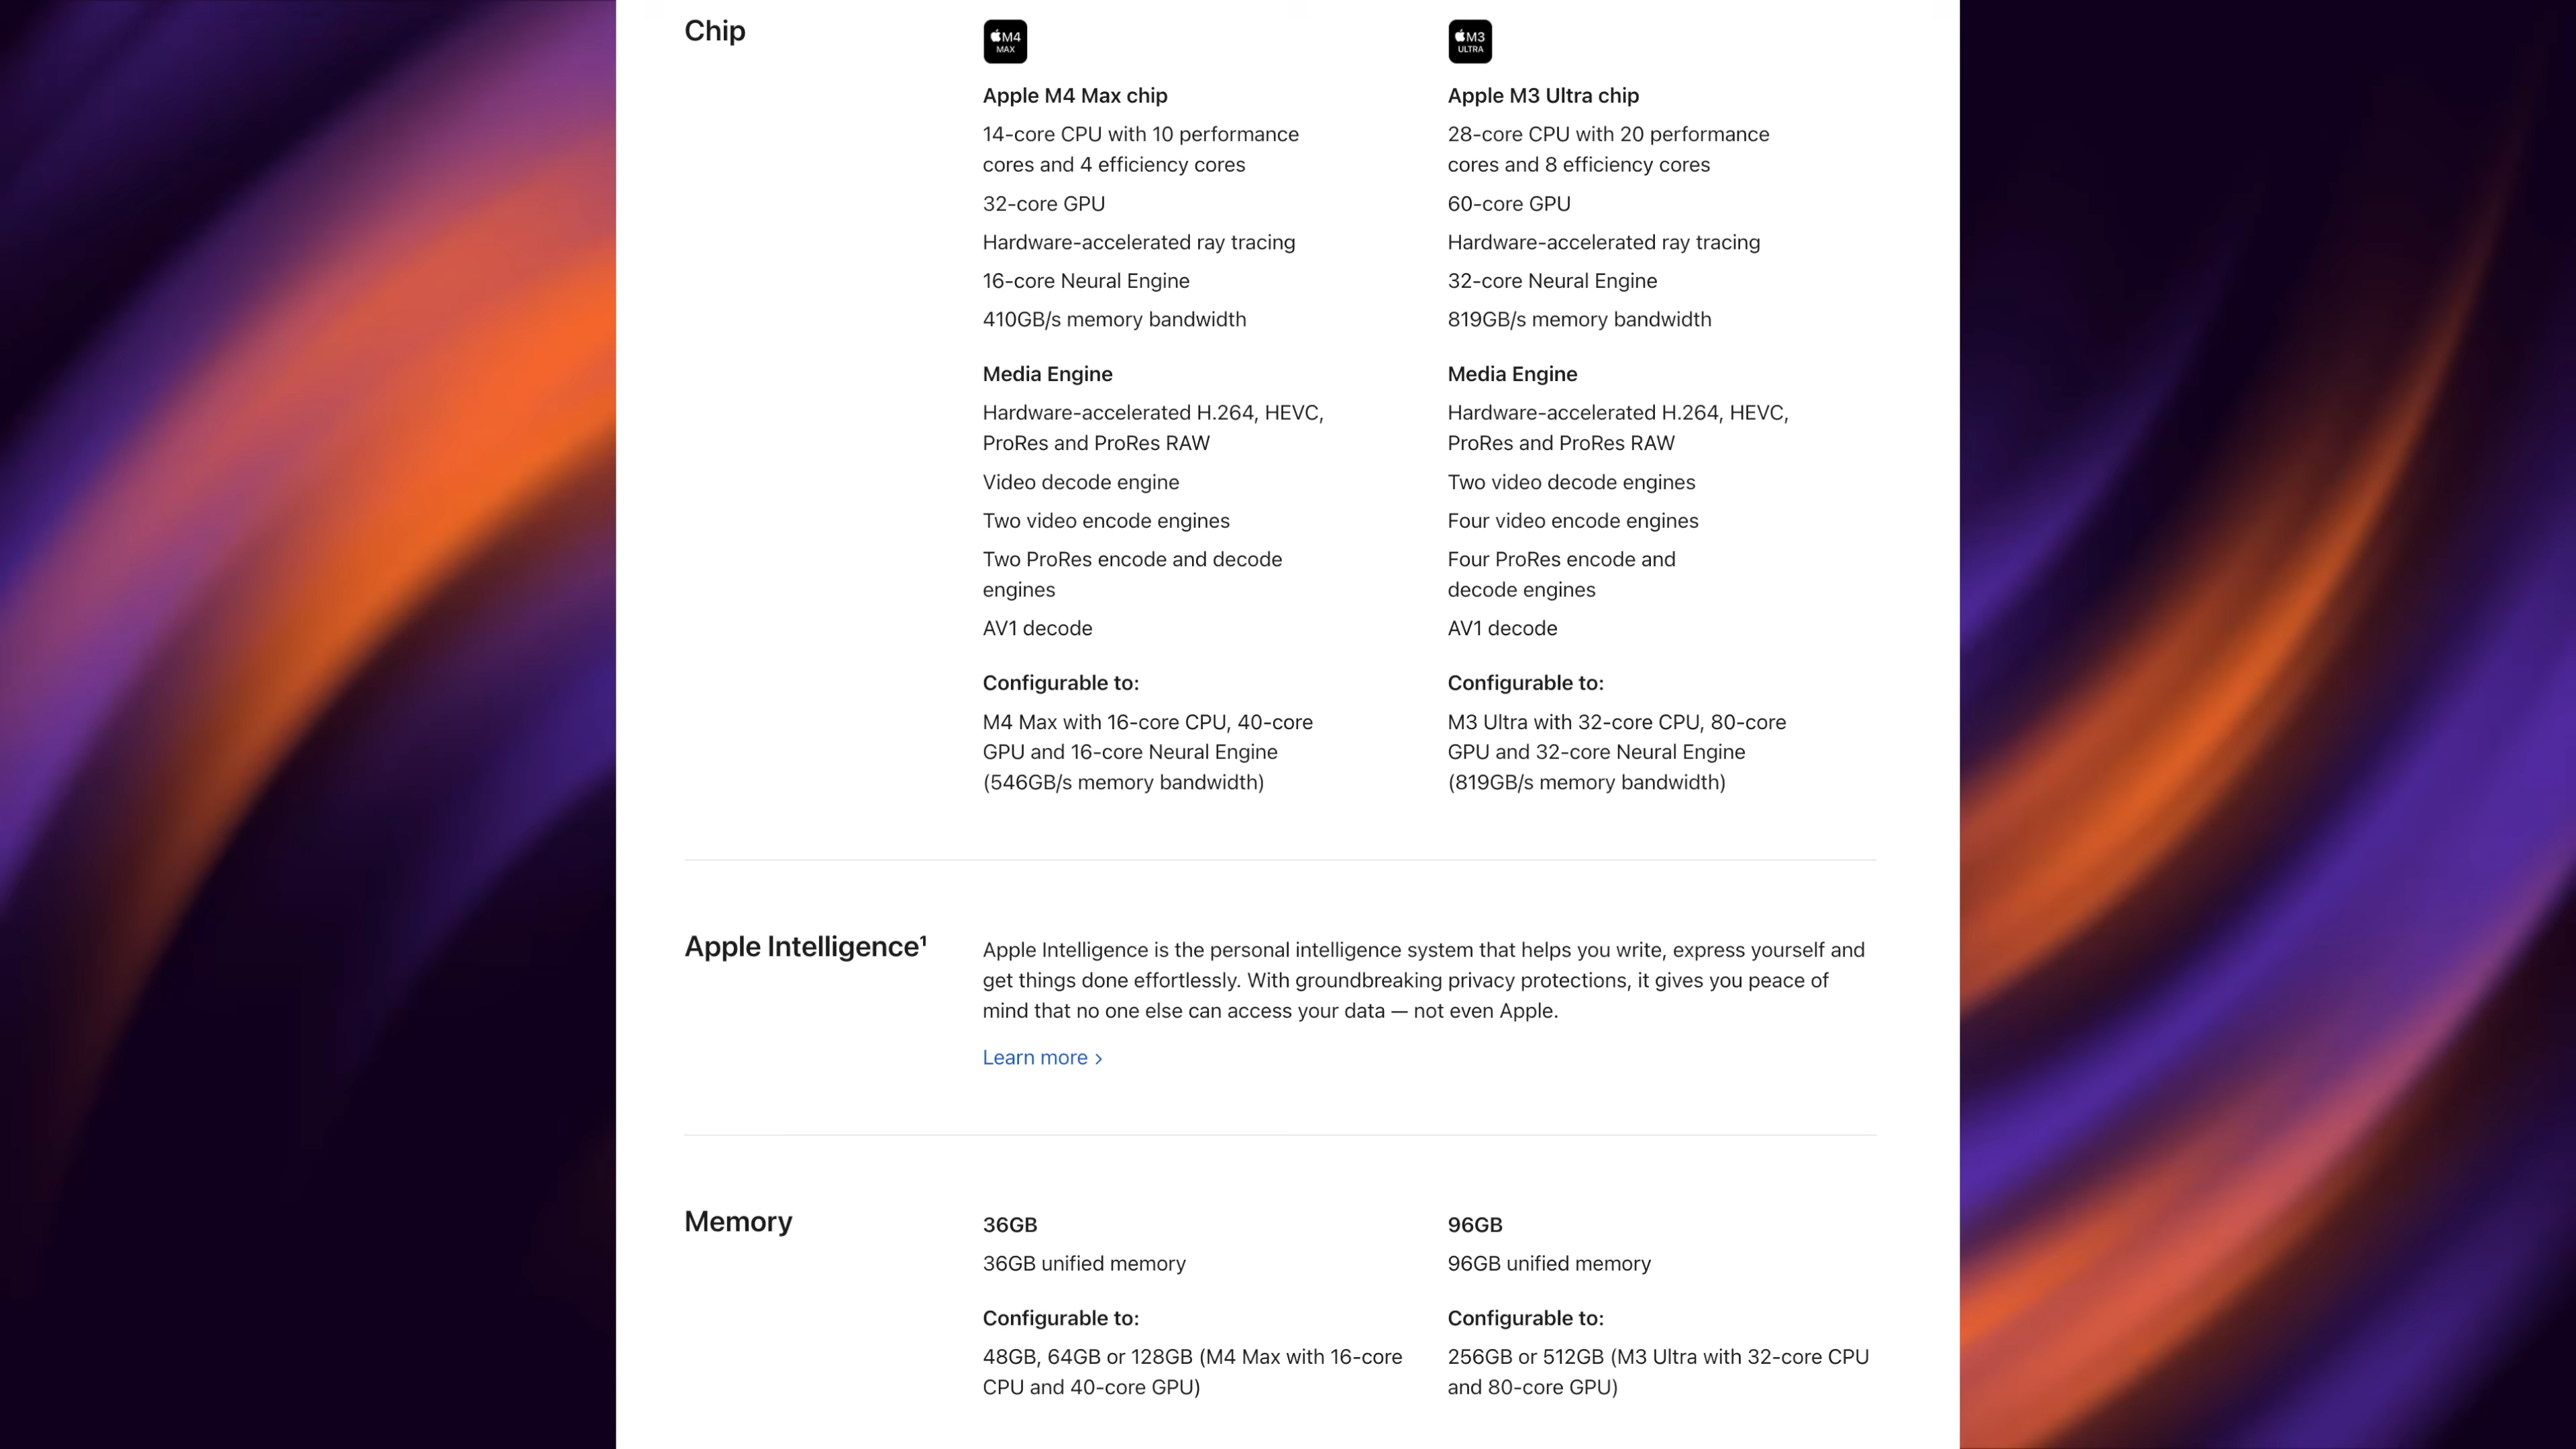 Chip
M4
MAX
Apple M4 Max chip
14-core CPU with 10 performance
cores and 4 efficiency cores
32-core GPU
Hardware-accelerated ray tracing
16-core Neural Engine
410GB/s memory bandwidth
Media Engine
Hardware-accelerated H.264, HEVC,
ProRes and ProRes RAW
Video decode engine
Two video encode engines
Two ProRes encode and decode
engines
AV1 decode
Configurable to:
M4 Max with 16-core CPU, 40-core
GPU and 16-core Neural Engine
(546GB/s memory bandwidth)
M3
ULTRA
Apple M3 Ultra chip
28-core CPU with 20 performance
cores and 8 efficiency cores
60-core GPU
Hardware-accelerated ray tracing
32-core Neural Engine
819GB/s memory bandwidth
Media Engine
Hardware-accelerated H.264, HEVC,
ProRes and ProRes RAW
Two video decode engines
Four video encode engines
Four ProRes encode and
decode engines
AV1 decode
Configurable to:
M3 Ultra with 32-core CPU, 80-core
GPU and 32-core Neural Engine
(819GB/s memory bandwidth)
Apple Intelligence¹
Apple Intelligence is the personal intelligence system that helps you write, express yourself and
get things done effortlessly. With groundbreaking privacy protections, it gives you peace of
mind that no one else can access your data — not even Apple.
Learn more >
Memory
36GB
36GB unified memory
Configurable to:
48GB, 64GB or 128GB (M4 Max with 16-core
CPU and 40-core GPU)
96GB
96GB unified memory
Configurable to:
256GB or 512GB (M3 Ultra with 32-core CPU
and 80-core GPU)